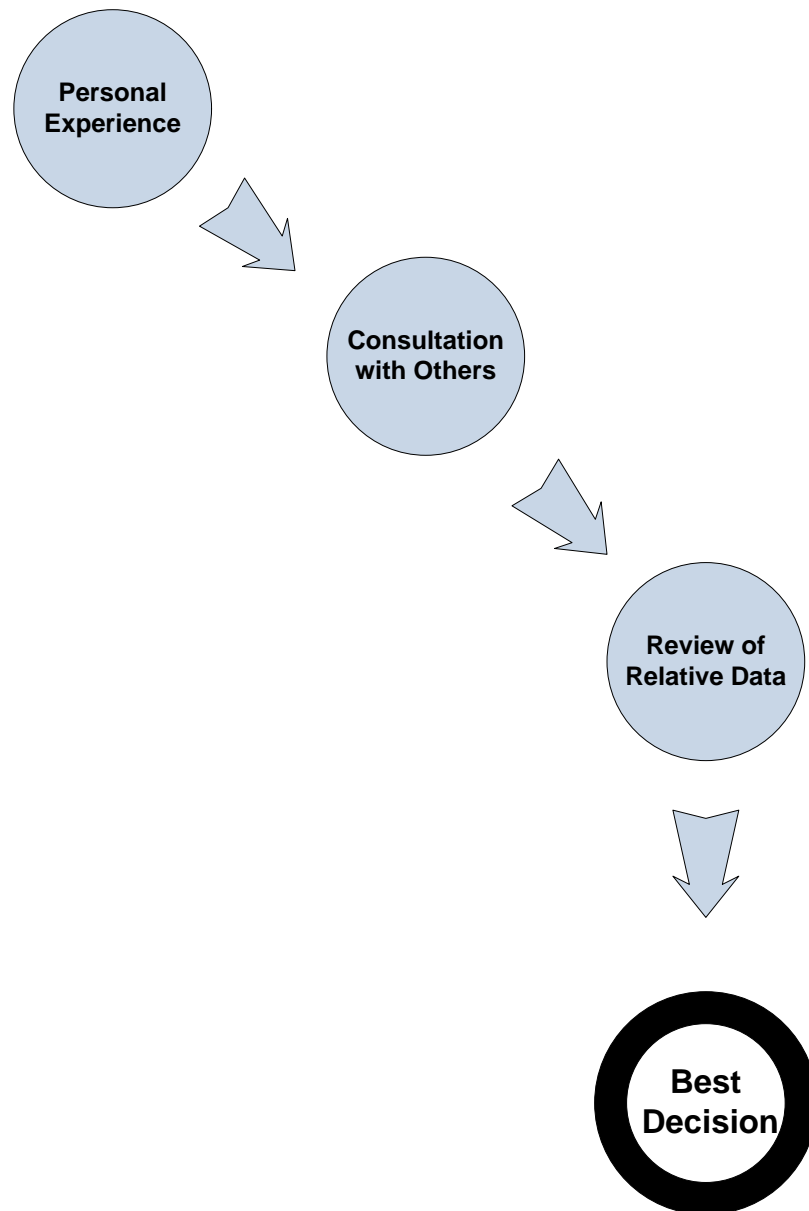 Personal
Experience
Consultation
with Others
Review of
Relative Data
Best
Decision